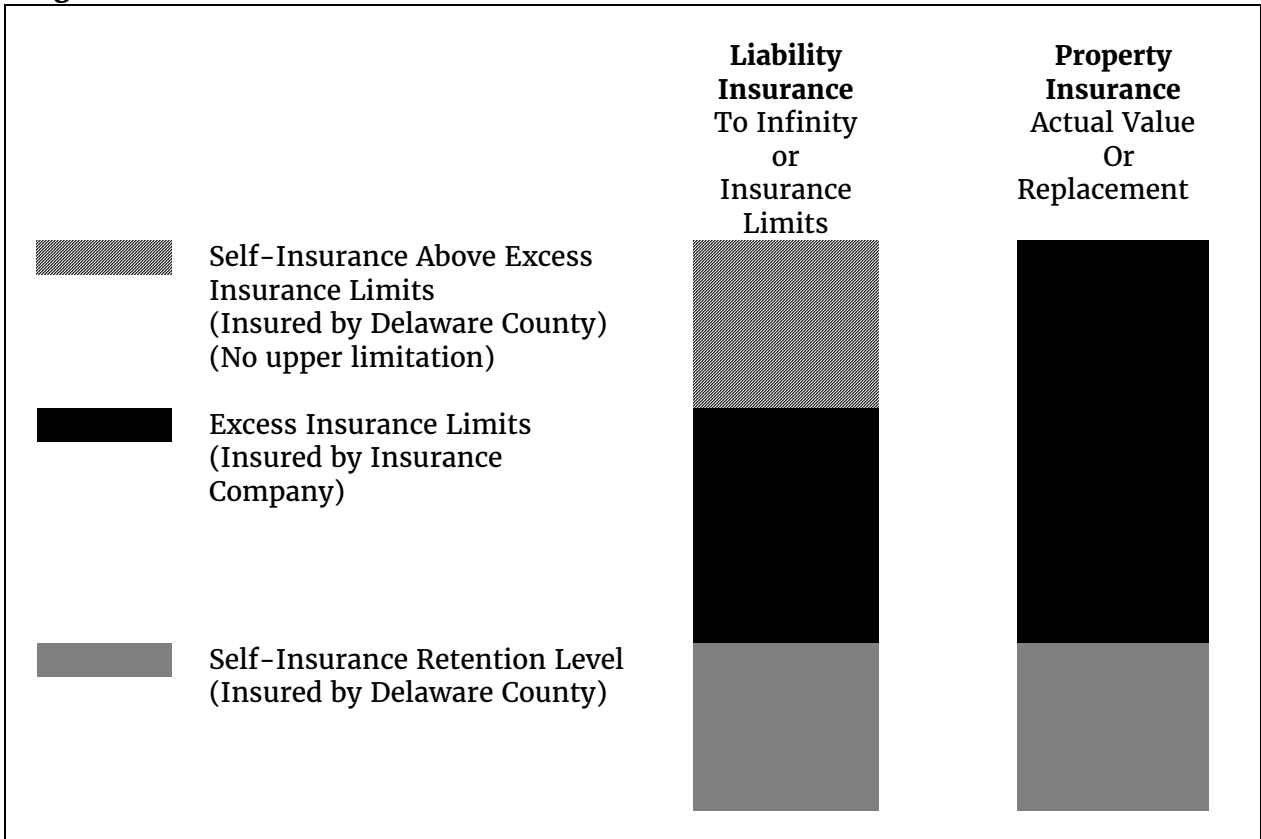 Liability
Insurance
To Infinity
or
Insurance
Limits
Property
Insurance
Actual Value
Or
Replacement
Self-Insurance Above Excess
Insurance Limits
(Insured by Delaware County)
(No upper limitation)
Excess Insurance Limits
(Insured by Insurance
Company)
Self-Insurance Retention Level
(Insured by Delaware County)